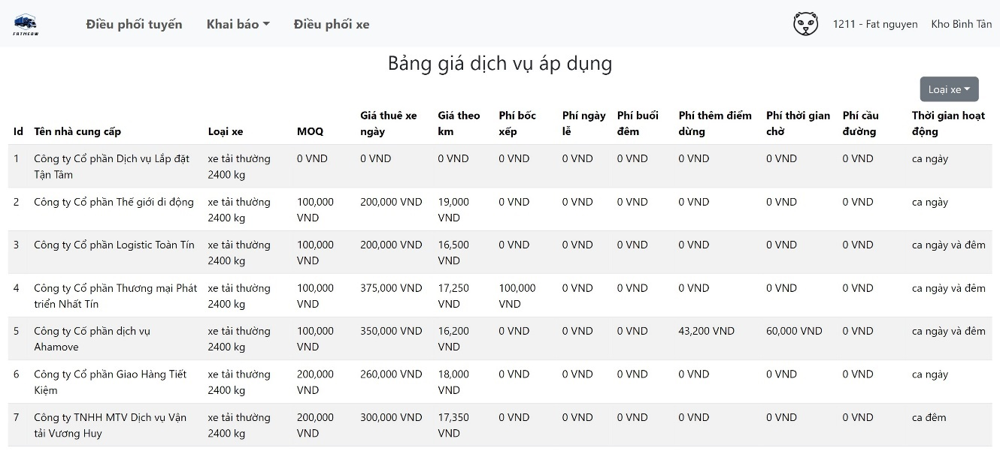 FATMEOW
Điều phối tuyến Khai báo Điều phối xe 1211 - Fat nguyen Kho Bình Tân
Bảng giá dịch vụ áp dụng
Loại xe
Giá thuê xe Giá theo Phí bốc Phí ngày Phí buổi Phí thêm điểm Phí thời gian Phí cầu Thời gian hoạt
Id Tên nhà cung cấp Loại xe MOQ ngày km xếp lễ đêm dừng chờ đường động
1 Công ty Cổ phần Dịch vụ Lắp đặt xe tải thường 0 VND 0 VND 0 VND 0 VND 0 VND 0 VND 0 VND 0 VND 0 VND ca ngày
Tận Tâm 2400 kg
2 Công ty Cổ phần Thế giới di động xe tải thường 100,000 200,000 VND 19,000 0 VND 0 VND 0 VND 0 VND 0 VND 0 VND ca ngày
2400 kg VND VND
3 Công ty Cổ phần Logistic Toàn Tín xe tải thường 100,000 200,000 VND 16,500 0 VND 0 VND 0 VND 0 VND 0 VND 0 VND ca ngày và đêm
2400 kg VND VND
4 Công ty Cổ phần Thương mại Phát xe tải thường 100,000 375,000 VND 17,250 100,000 0 VND 0 VND 0 VND 0 VND 0 VND ca ngày và đêm
triển Nhất Tín 2400 kg VND VND VND
5 Công ty Cổ phần dịch vụ xe tải thường 100,000 350,000 VND 16,200 0 VND 0 VND 0 VND 43,200 VND 60,000 VND 0 VND ca ngày và đêm
Ahamove 2400 kg VND VND
6 Công ty Cổ phần Giao Hàng Tiết xe tải thường 200,000 260,000 VND 18,000 0 VND 0 VND 0 VND 0 VND 0 VND 0 VND ca ngày
Kiệm 2400 kg VND VND
7 Công ty TNHH MTV Dịch vụ Vận xe tải thường 200,000 300,000 VND 17,350 0 VND 0 VND 0 VND 0 VND 0 VND 0 VND ca đêm
tải Vương Huy 2400 kg VND VND